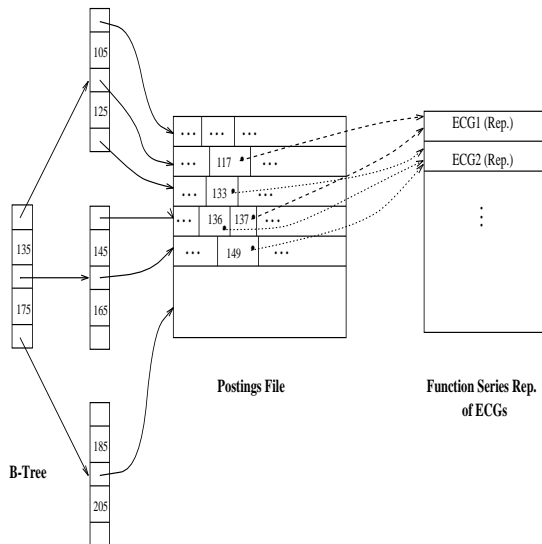 105
125
135
175
145
165
185
205
B-Tree
... ... ...
... 117 ...
... 133 ...
... 136 137 ...
... 149 ...
Postings File
ECG1 (Rep.)
ECG2 (Rep.)
⋮
Function Series Rep.
of ECGs